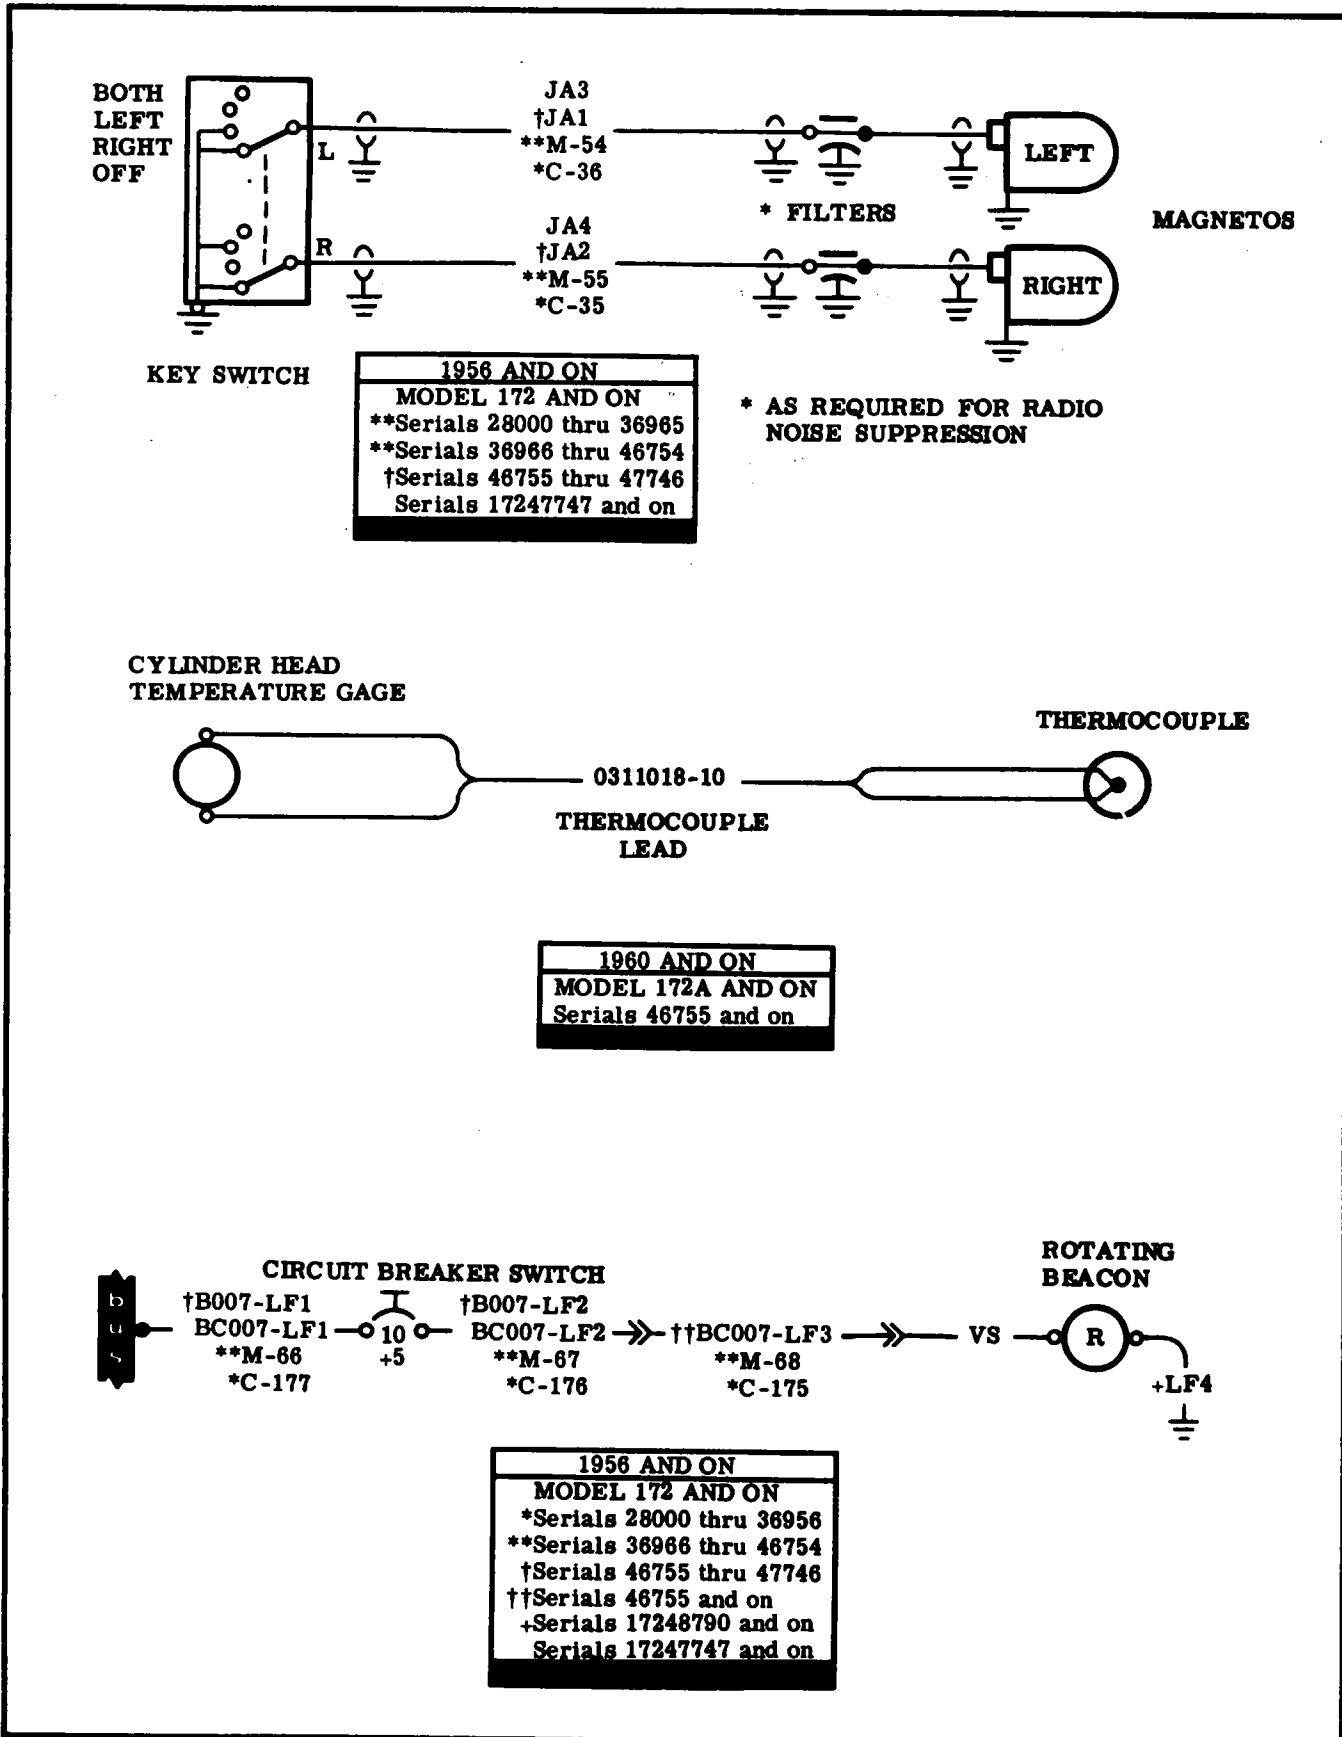 BOTH
LEFT
RIGHT
OFF
L
R
JA3
†JA1
**M-54
*C-36
JA4
†JA2
**M-55
*C-35
* FILTERS
LEFT
RIGHT
MAGNETOS
KEY SWITCH
1956 AND ON
MODEL 172 AND ON
**Serials 28000 thru 36965
**Serials 36966 thru 46754
†Serials 46755 thru 47746
Serials 17247747 and on
* AS REQUIRED FOR RADIO
NOISE SUPPRESSION
CYLINDER HEAD
TEMPERATURE GAGE
THERMOCOUPLE
0311018-10
THERMOCOUPLE
LEAD
1960 AND ON
MODEL 172A AND ON
Serials 46755 and on
CIRCUIT BREAKER SWITCH
ROTATING
BEACON
bus
†B007-LF1
BC007-LF1
**M-66
*C-177
10
+5
†B007-LF2
BC007-LF2
**M-67
*C-176
††BC007-LF3
**M-68
*C-175
VS
R
+LF4
1956 AND ON
MODEL 172 AND ON
*Serials 28000 thru 36956
**Serials 36966 thru 46754
†Serials 46755 thru 47746
††Serials 46755 and on
+Serials 17248790 and on
Serials 17247747 and on